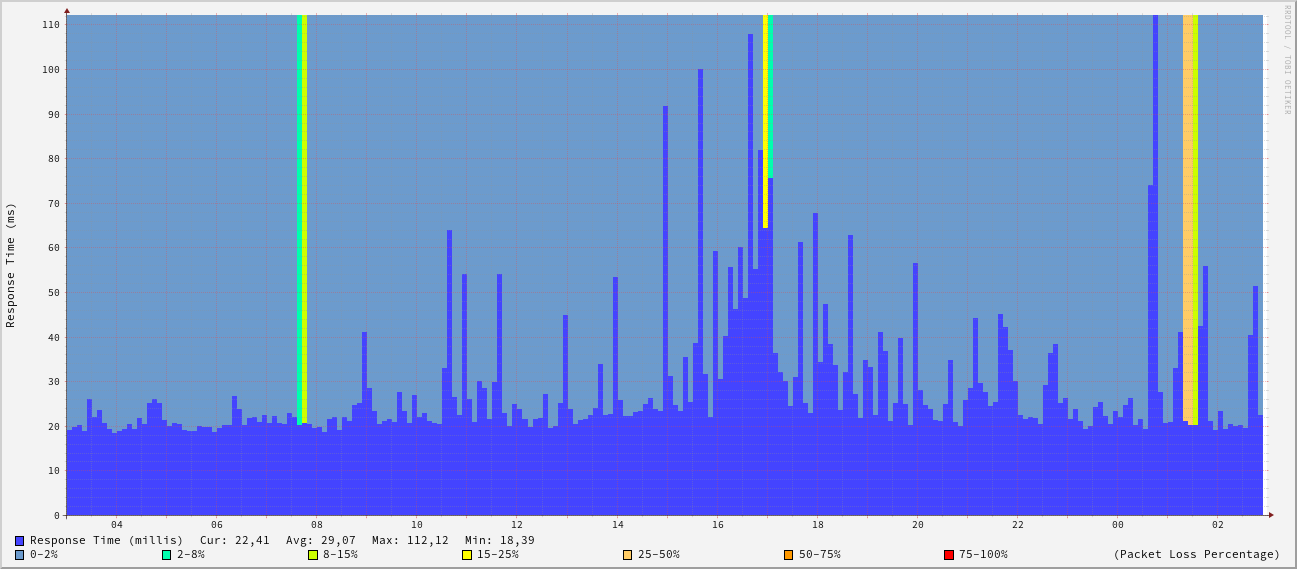 RRDTOOL / TOBI OETIKER
Response Time (ms)
110
100
90
80
70
60
50
40
30
20
10
0
04 06 08 10 12 14 16 18 20 22 00 02
Response Time (millis) Cur: 22,41 Avg: 29,07 Max: 112,12 Min: 18,39
0-2% 2-8% 8-15% 15-25% 25-50% 50-75% 75-100% (Packet Loss Percentage)